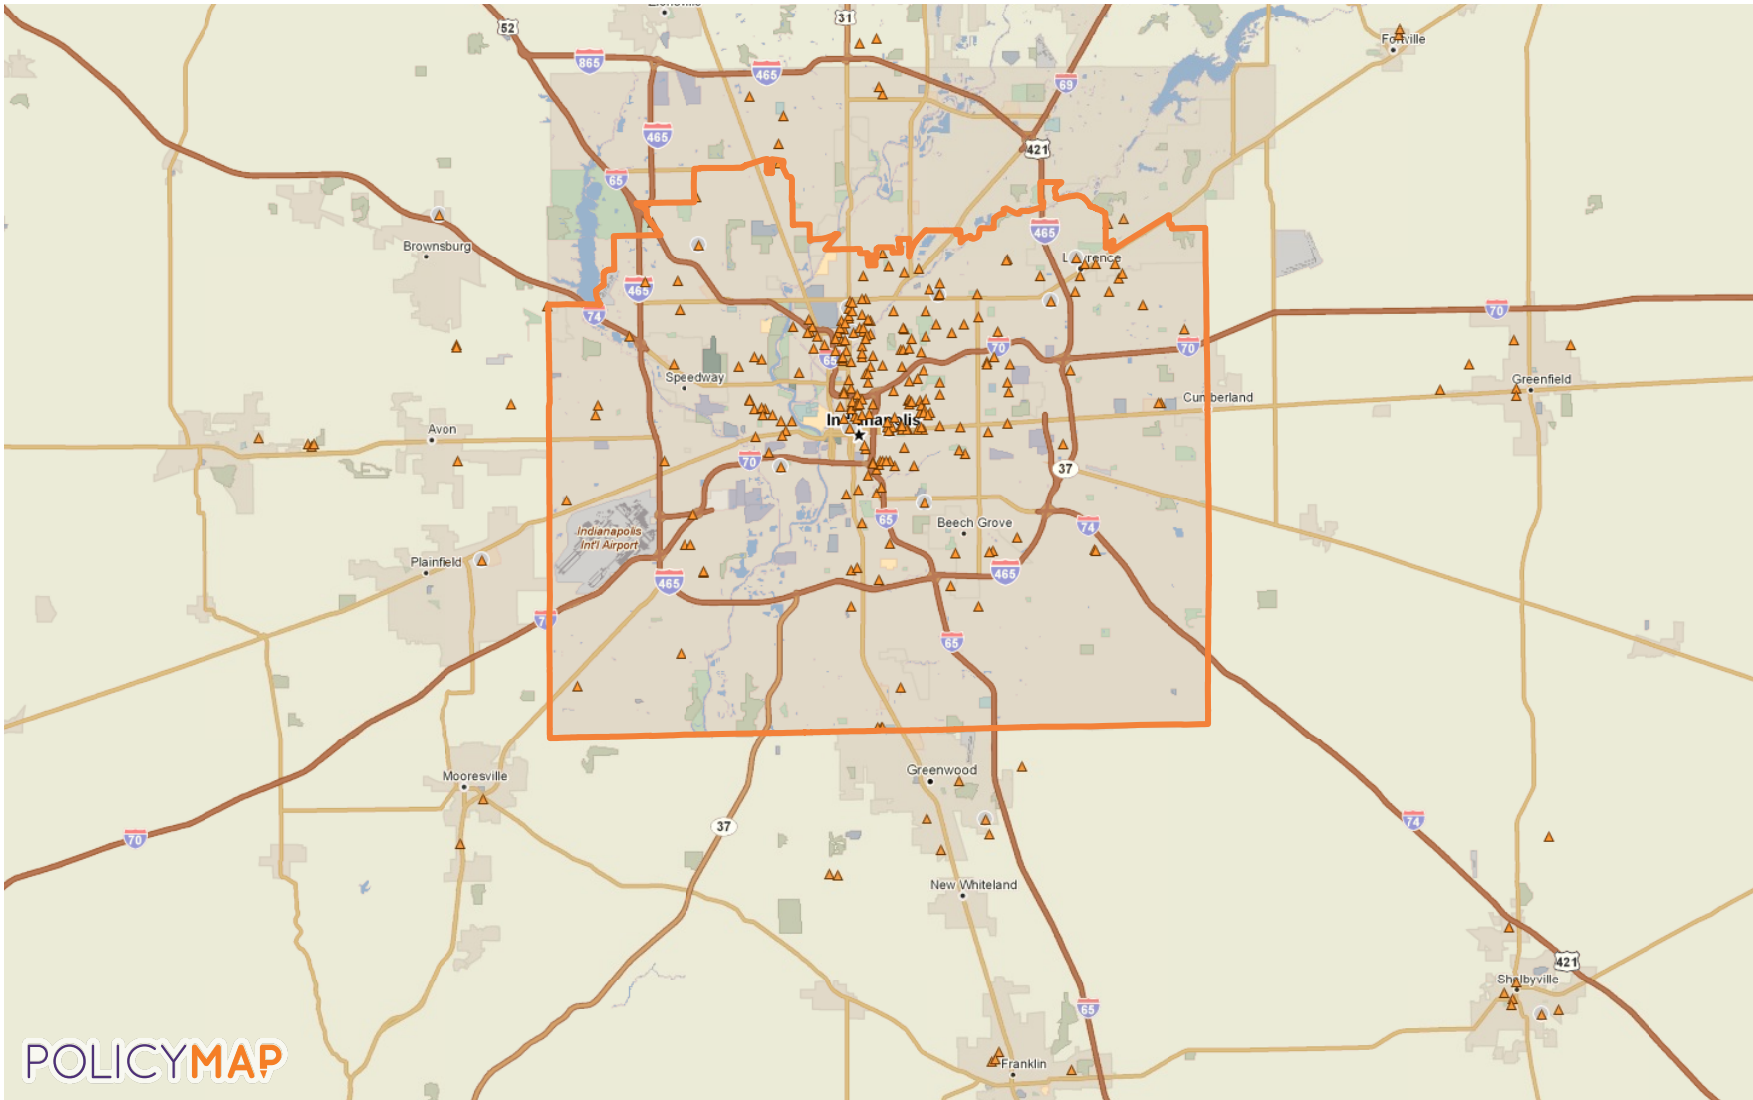 52
31
865
465
69
Fortville
465
421
65
465
Brownsburg
Lawrence
465
74
70
70
70
65
Speedway
Greenfield
Cumberland
Indianapolis
Avon
70
37
65
Beech Grove
74
Indianapolis
Int'l Airport
Plainfield
465
465
65
Greenwood
Mooresville
70
37
74
New Whiteland
421
Shelbyville
65
POLICYMAP
Franklin